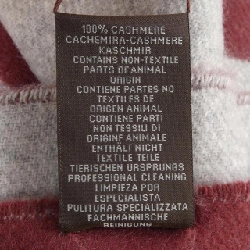 100% CASHMERE
CACHEMIRA-CASHMERE
KASCHMIR
CONTAINS NON-TEXTILE
PARTS OF ANIMAL
ORIGIN
CONTIENE PARTES NO
TEXTILES DE
ORIGEN ANIMAL
CONTIENE PARTI
NON TESSILI DI
ORIGINE ANIMALE
ENTHÄLT NICHT
TEXTILE TEILE
TIERISCHEN URSPRUNGS
PROFESSIONAL CLEANING
LIMPIEZA POR
ESPECIALISTA
PULITURA SPECIALIZZATA
FACHMANNISCHE
REINIGUNG